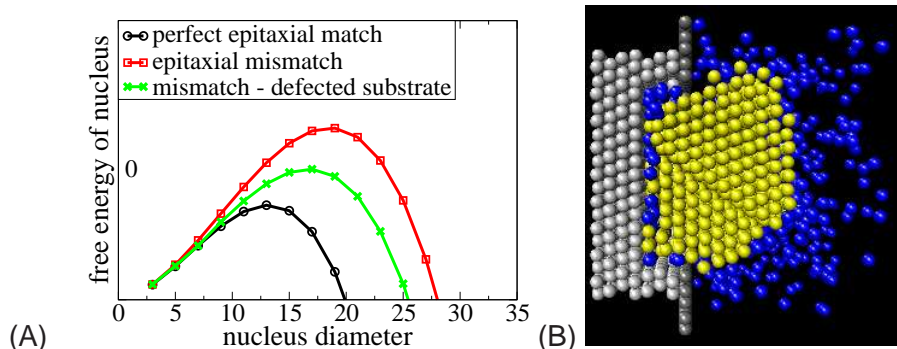 perfect epitaxial match
epitaxial mismatch
mismatch - defected substrate
free energy of nucleus
0
0 5 10 15 20 25 30 35
nucleus diameter
(A)
(B)